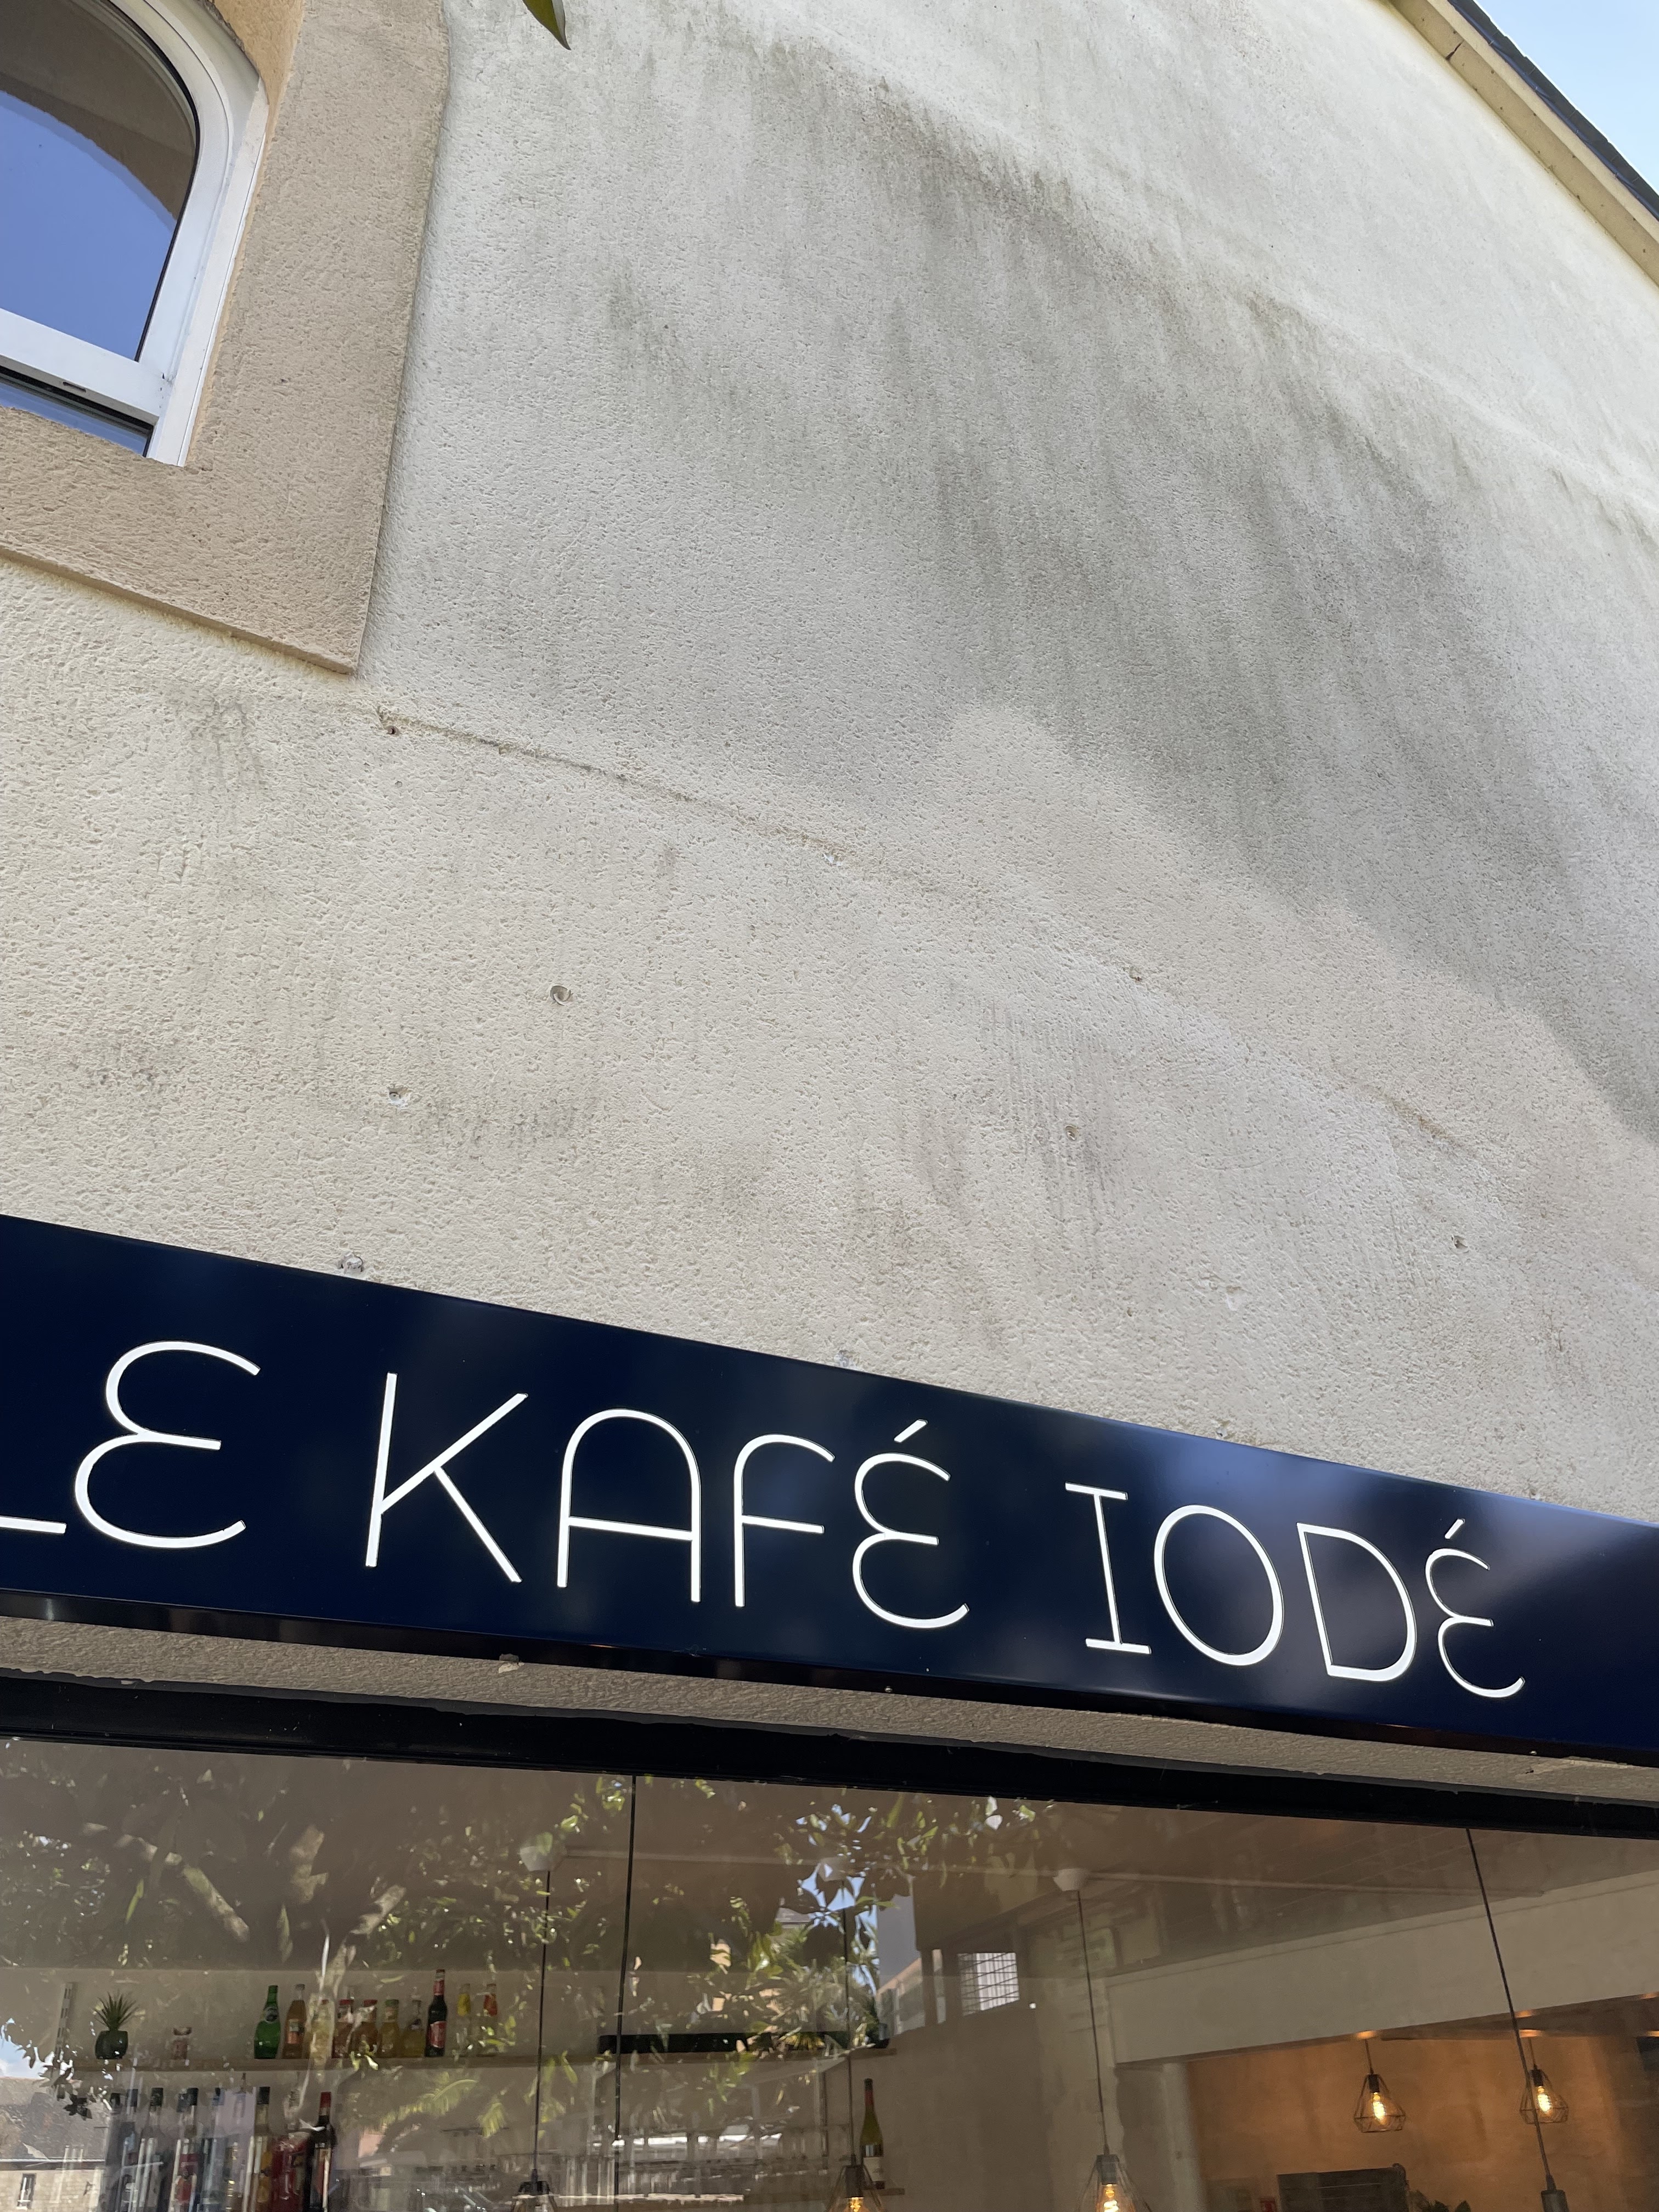 LE KAFÉ IODÉ